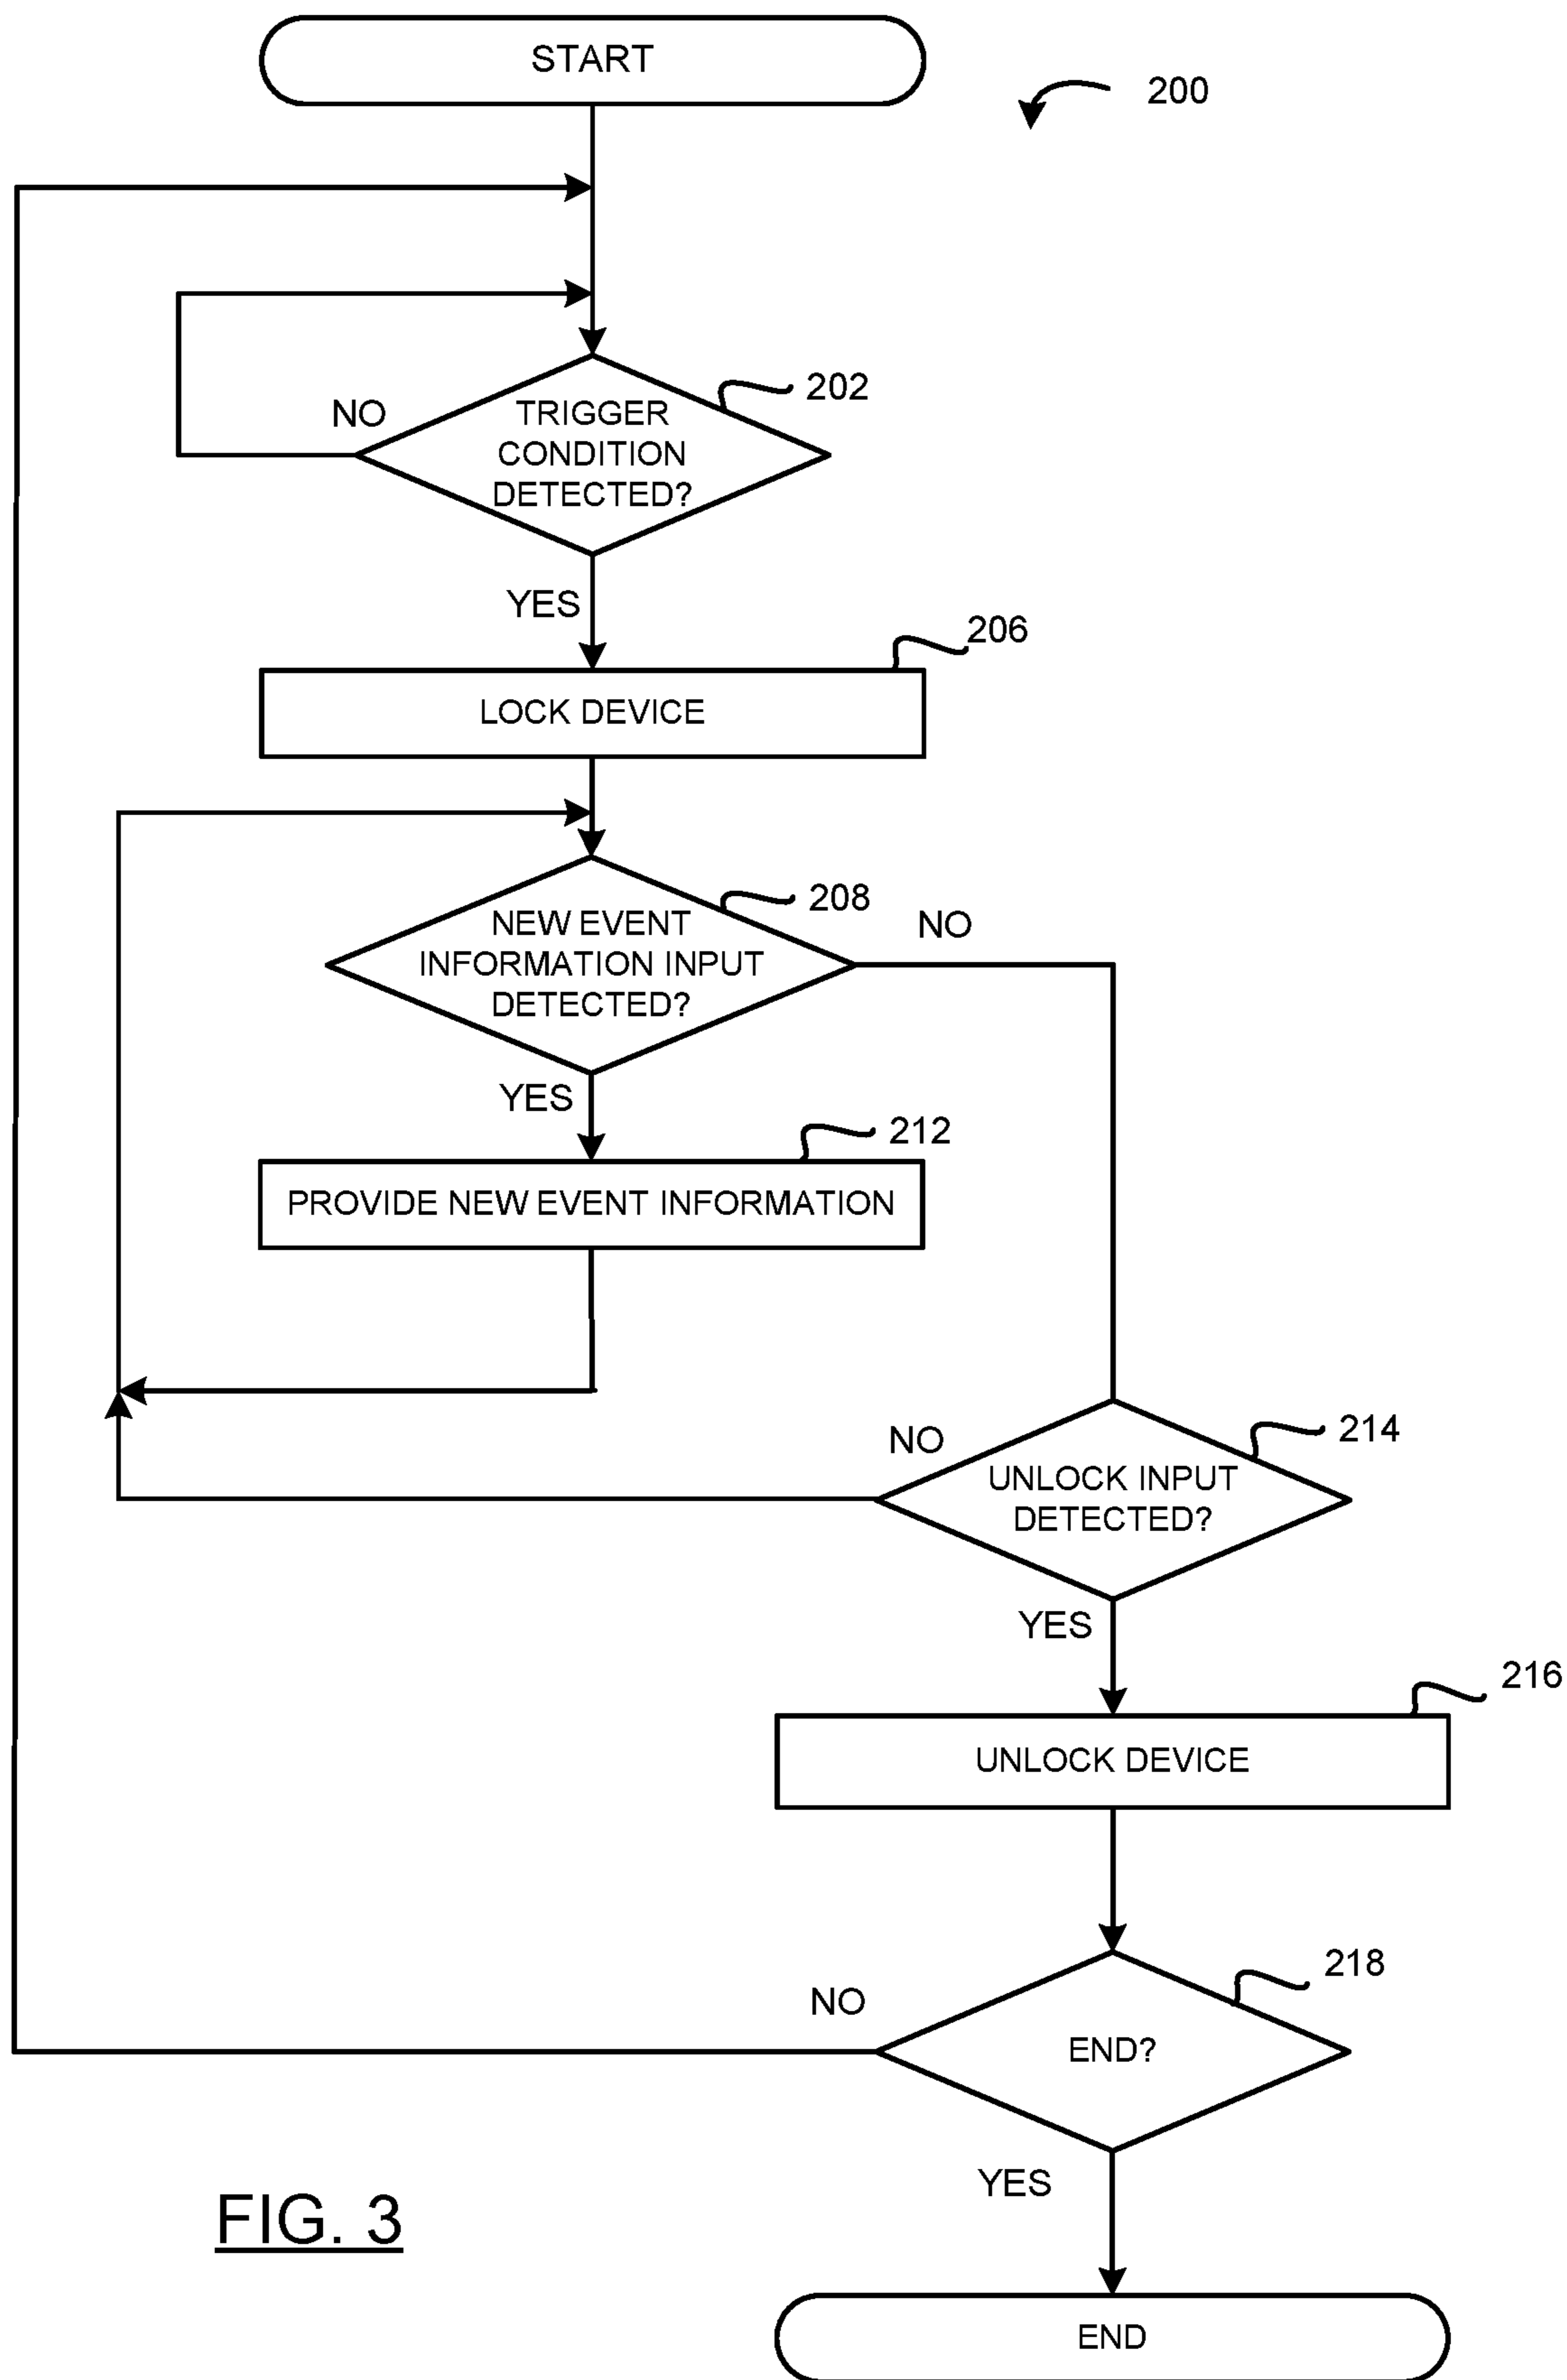 START
200
202
NO
TRIGGER
CONDITION
DETECTED?
YES
206
LOCK DEVICE
208
NO
NEW EVENT
INFORMATION INPUT
DETECTED?
YES
212
PROVIDE NEW EVENT INFORMATION
214
NO
UNLOCK INPUT
DETECTED?
YES
216
UNLOCK DEVICE
218
NO
END?
YES
FIG. 3
END